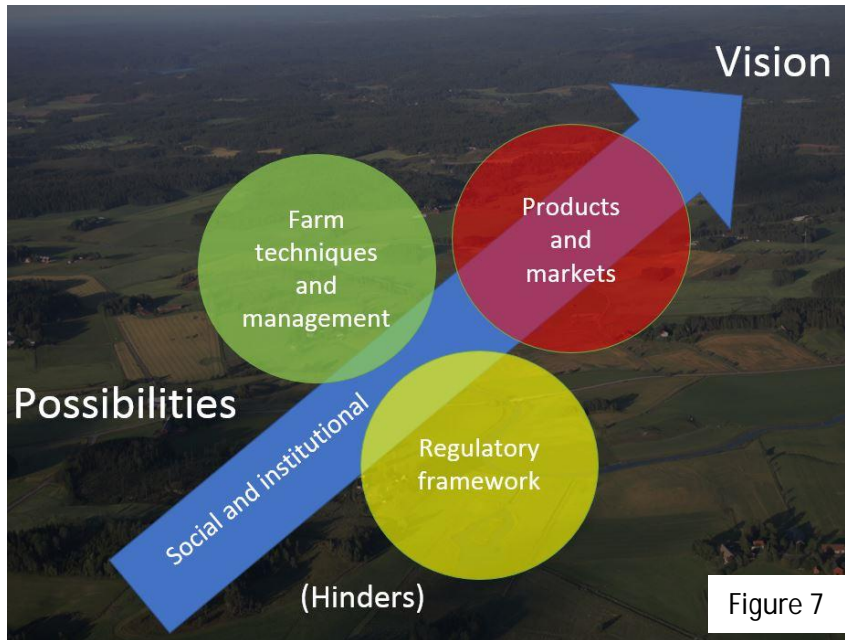 Vision
Products
and
markets
Farm
techniques
and
management
Possibilities
Social and institutional
Regulatory
framework
(Hinders)
Figure 7